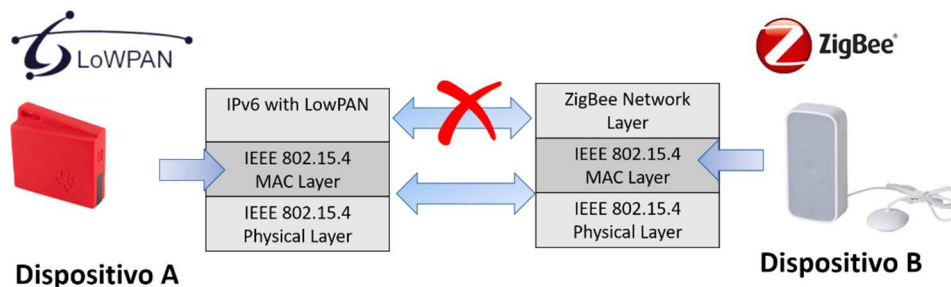 6LoWPAN
ZigBee®
IPv6 with LowPAN
IEEE 802.15.4
MAC Layer
IEEE 802.15.4
Physical Layer
ZigBee Network
Layer
IEEE 802.15.4
MAC Layer
IEEE 802.15.4
Physical Layer
Dispositivo A
Dispositivo B